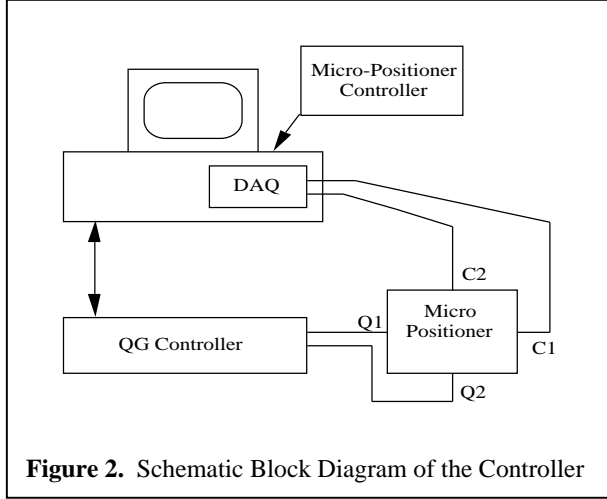 Micro-Positioner
Controller
DAQ
C2
Micro
Positioner
Q1
C1
QG Controller
Q2
Figure 2. Schematic Block Diagram of the Controller